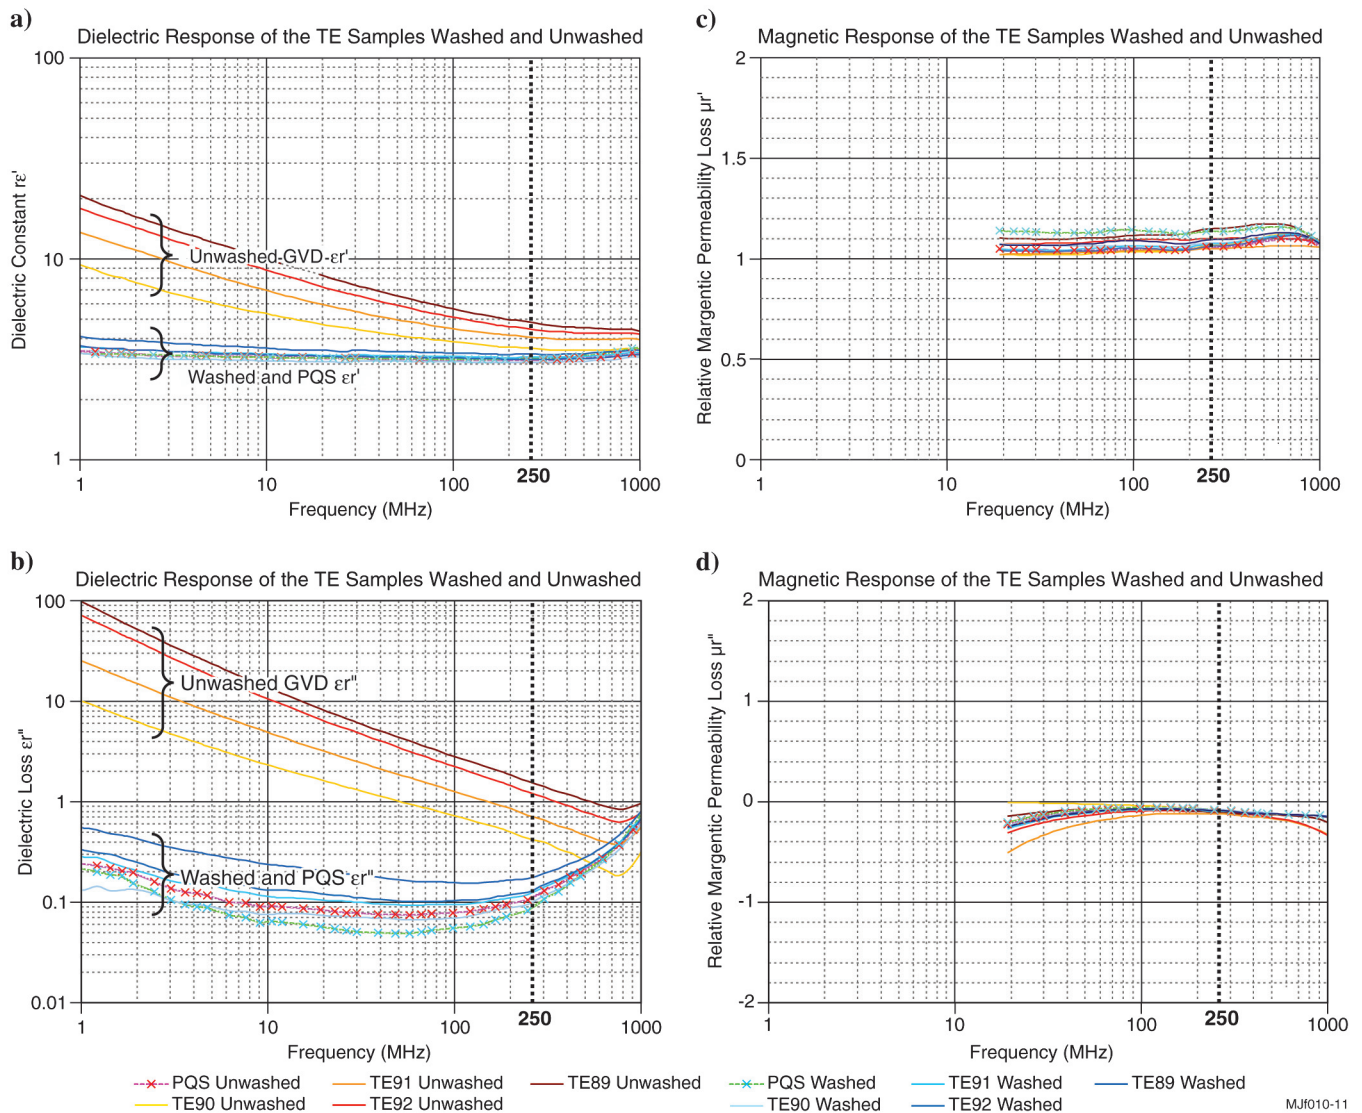 a)
Dielectric Response of the TE Samples Washed and Unwashed
100
10
1
Dielectric Constant rε'
Unwashed GVD εr'
Washed and PQS εr'
1
10
100
250
1000
Frequency (MHz)
c)
Magnetic Response of the TE Samples Washed and Unwashed
2
1.5
1
0.5
0
Relative Margentic Permeability Loss µr'
1
10
100
250
1000
Frequency (MHz)
b)
Dielectric Response of the TE Samples Washed and Unwashed
100
10
1
0.1
0.01
Dielectric Loss εr"
Unwashed GVD εr"
Washed and PQS εr"
1
10
100
250
1000
Frequency (MHz)
d)
Magnetic Response of the TE Samples Washed and Unwashed
2
1
0
-1
-2
Relative Margentic Permeability Loss µr"
1
10
100
250
1000
Frequency (MHz)
PQS Unwashed TE91 Unwashed TE89 Unwashed PQS Washed TE91 Washed TE89 Washed
TE90 Unwashed TE92 Unwashed TE90 Washed TE92 Washed
MJf010-11